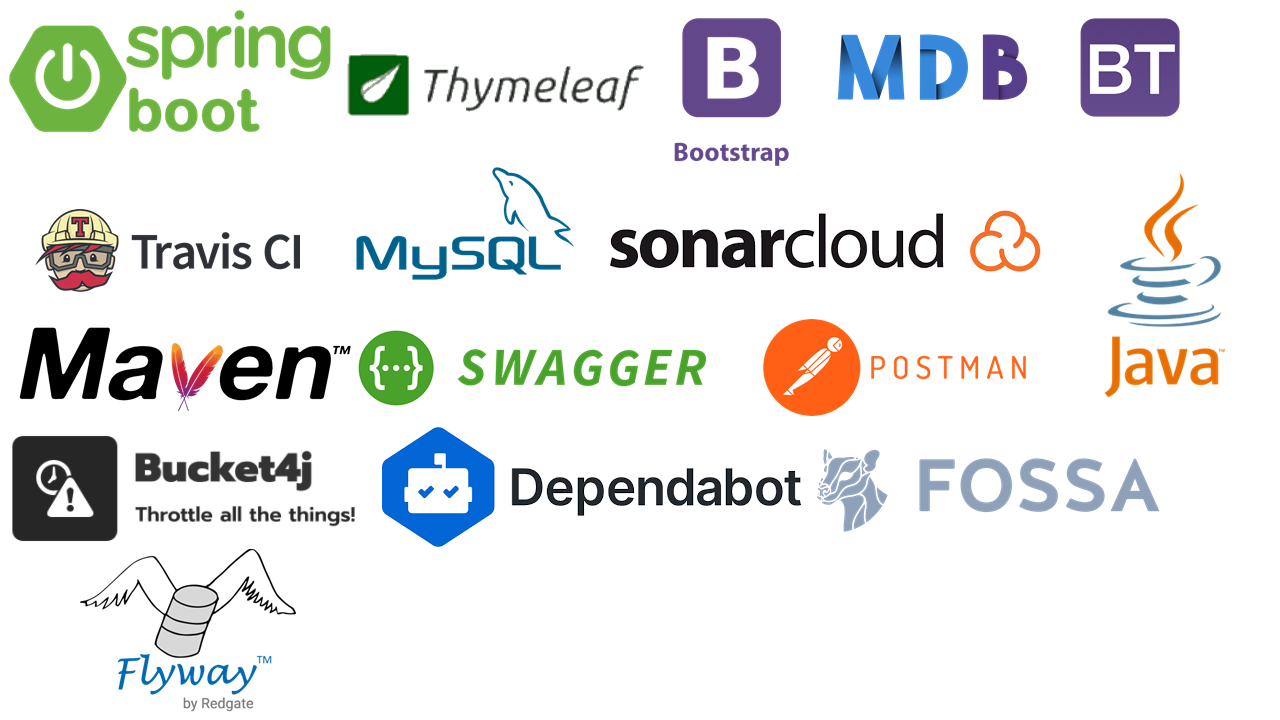 spring
boot
Thymeleaf
B
Bootstrap
MDB
BT
T
Travis CI
MySQL
sonarcloud
Java™
Maven™
{···}
SWAGGER
POSTMAN
Bucket4j
Throttle all the things!
Dependabot
FOSSA
Flyway™
by Redgate